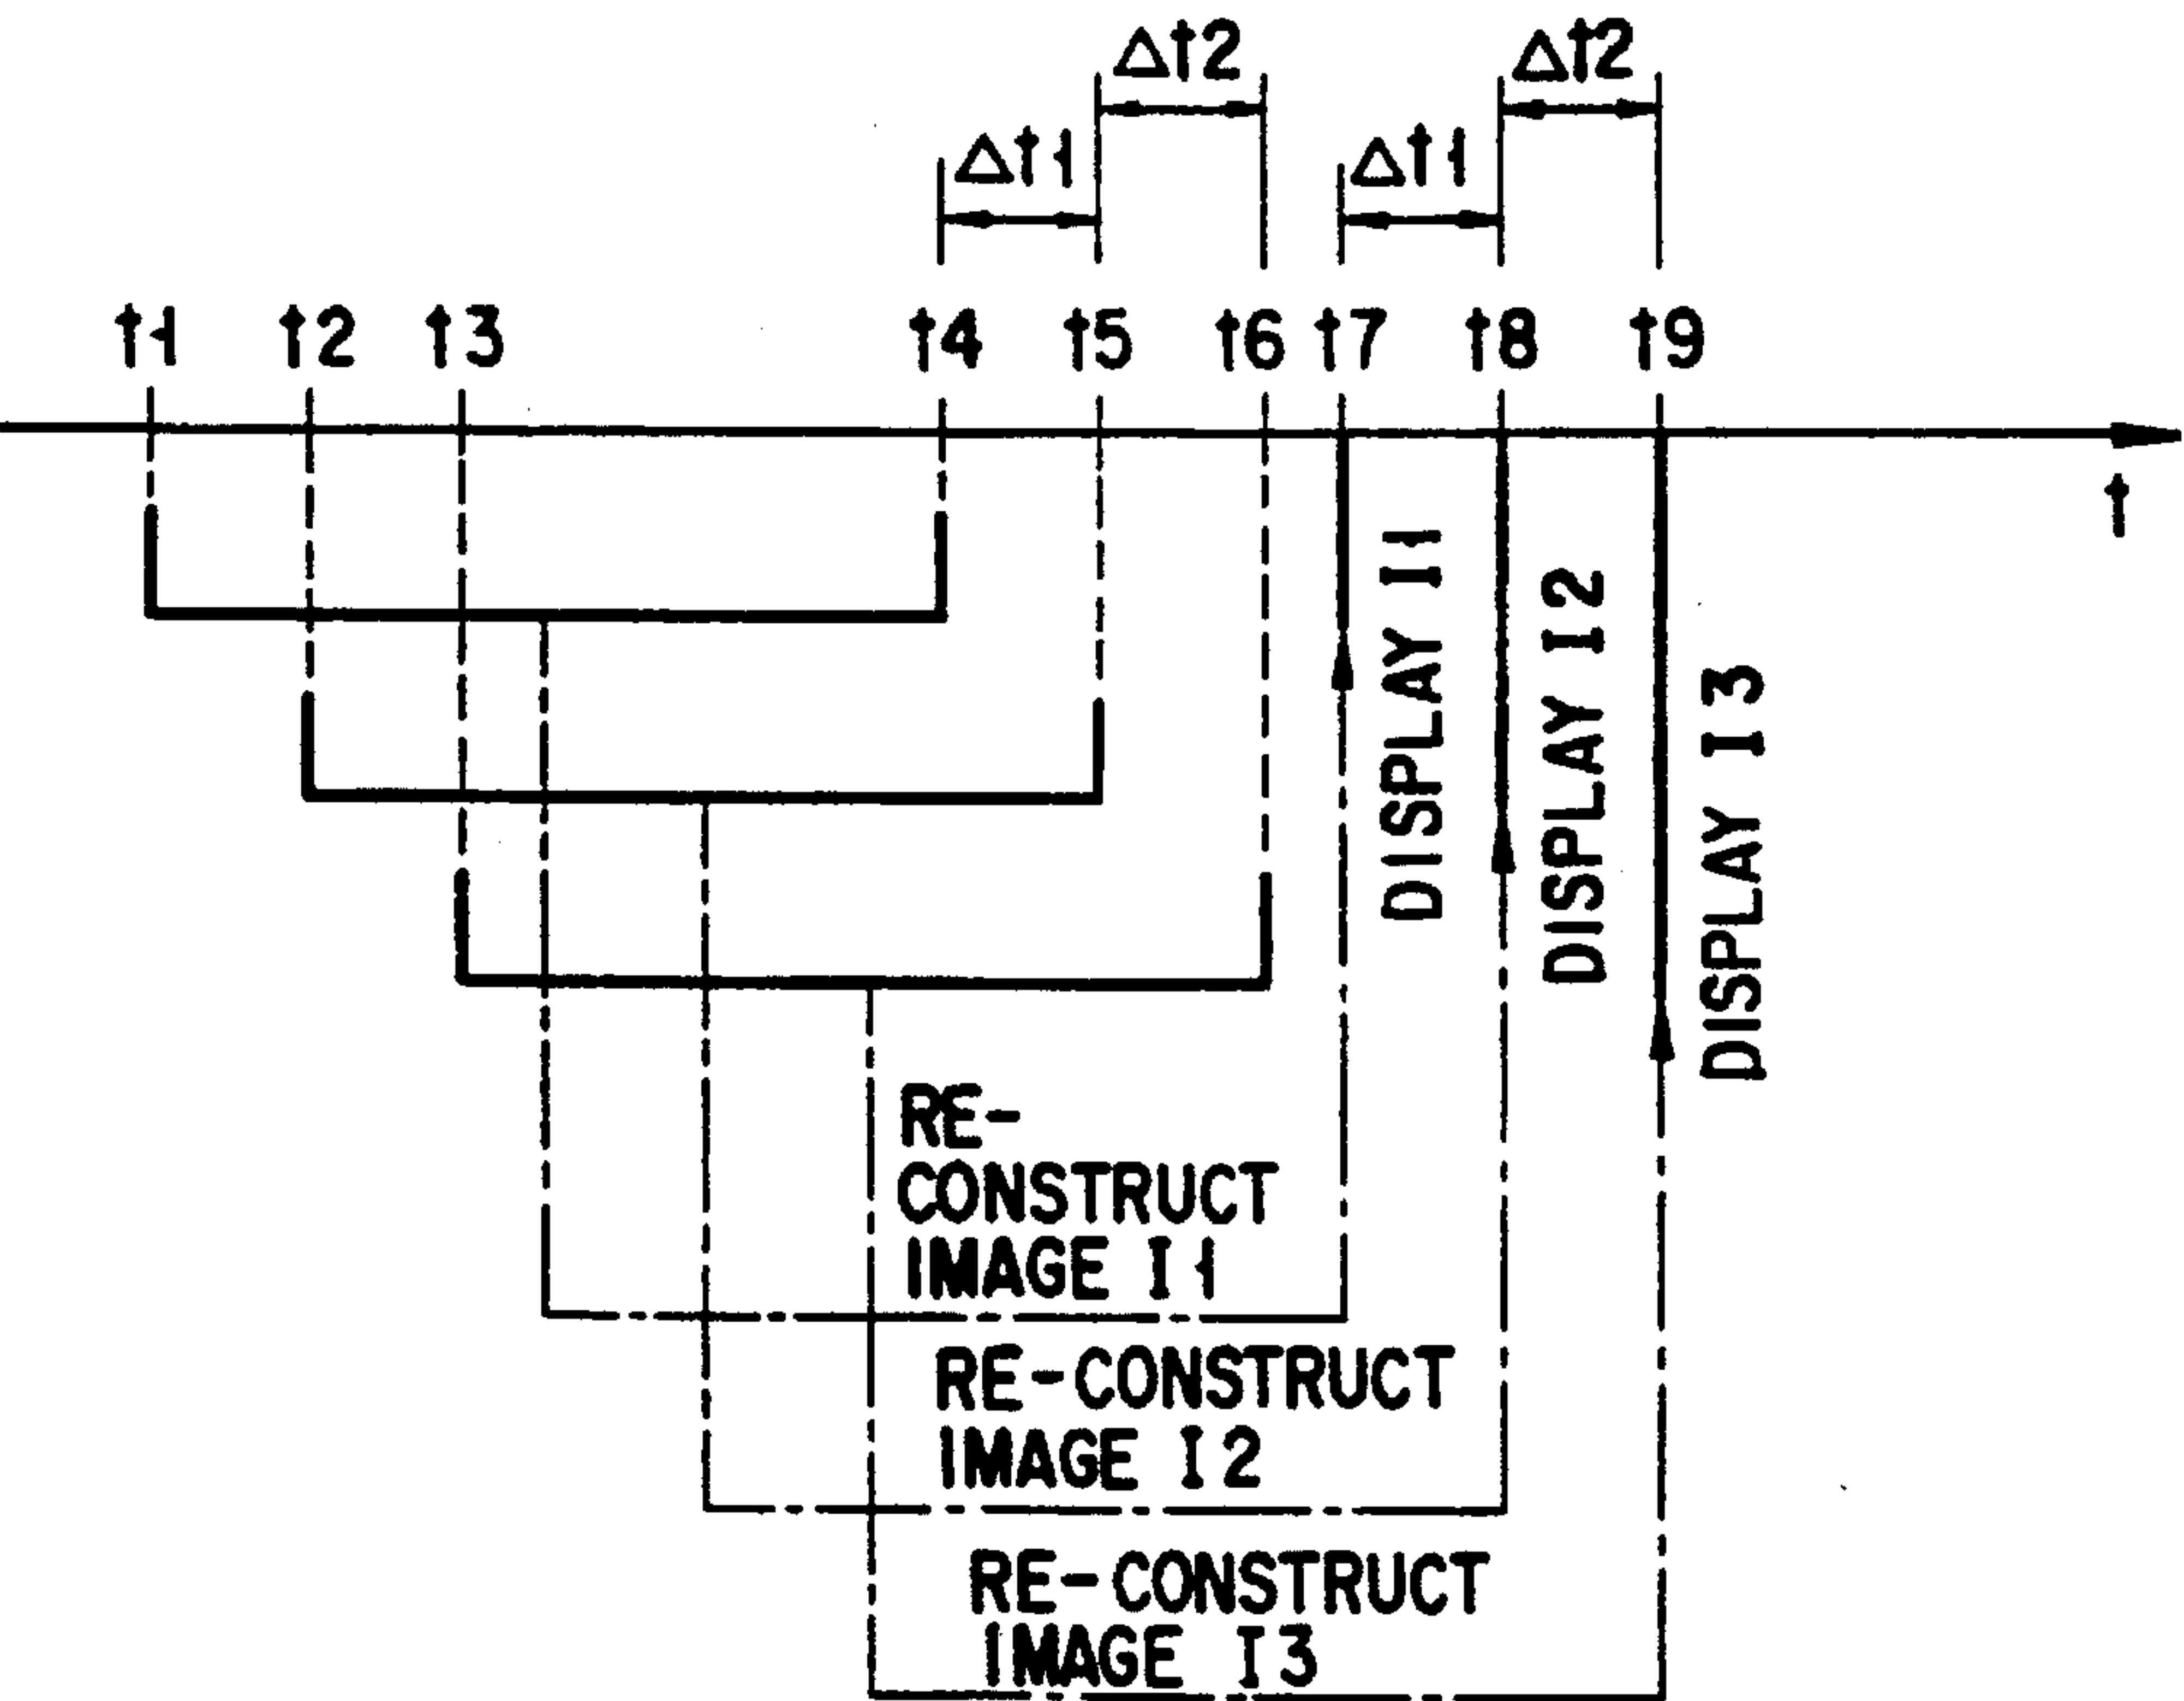 Δt2 Δt2
Δt1 Δt1
t1 t2 t3 t4 t5 t6 t7 t8 t9
t
DISPLAY I1
DISPLAY I2
DISPLAY I3
RE-
CONSTRUCT
IMAGE I1
RE-CONSTRUCT
IMAGE I2
RE-CONSTRUCT
IMAGE I3